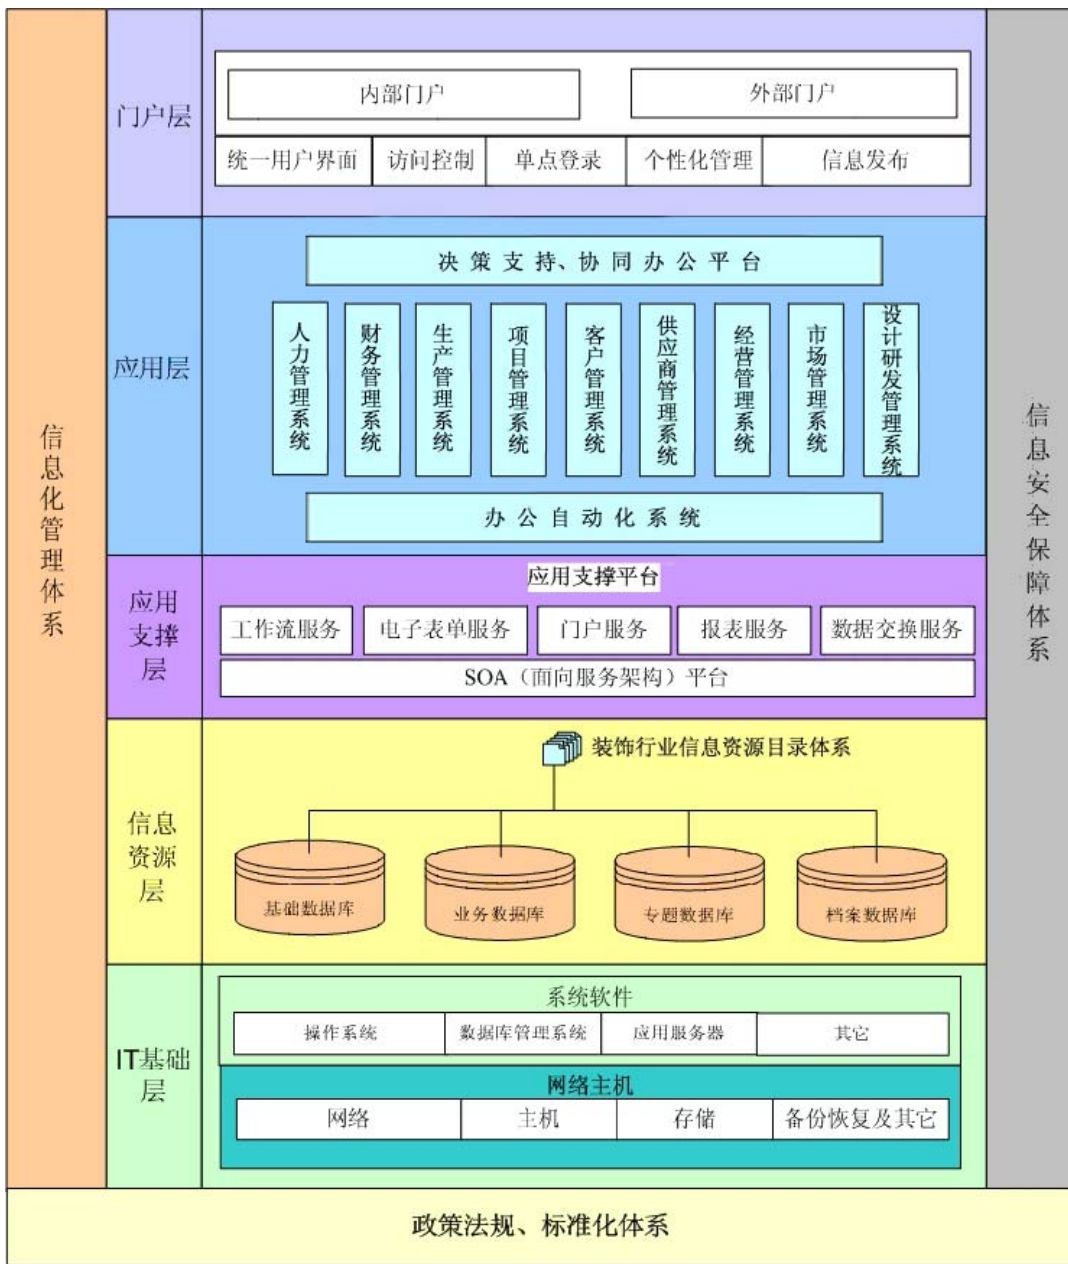 信息化管理体系
门户层
内部门户
外部门户
统一用户界面
访问控制
单点登录
个性化管理
信息发布
应用层
决策支持、协同办公平台
人力管理系统
财务管理系统
生产管理系统
项目管理系统
客户管理系统
供应商管理系统
经营管理系统
市场管理系统
设计研发管理系统
办公自动化系统
应用
支撑
层
应用支撑平台
工作流服务
电子表单服务
门户服务
报表服务
数据交换服务
SOA（面向服务架构）平台
信息
资源
层
装饰行业信息资源目录体系
基础数据库
业务数据库
专题数据库
档案数据库
IT基础
层
系统软件
操作系统
数据库管理系统
应用服务器
其它
网络主机
网络
主机
存储
备份恢复及其它
信息安全保障体系
政策法规、标准化体系